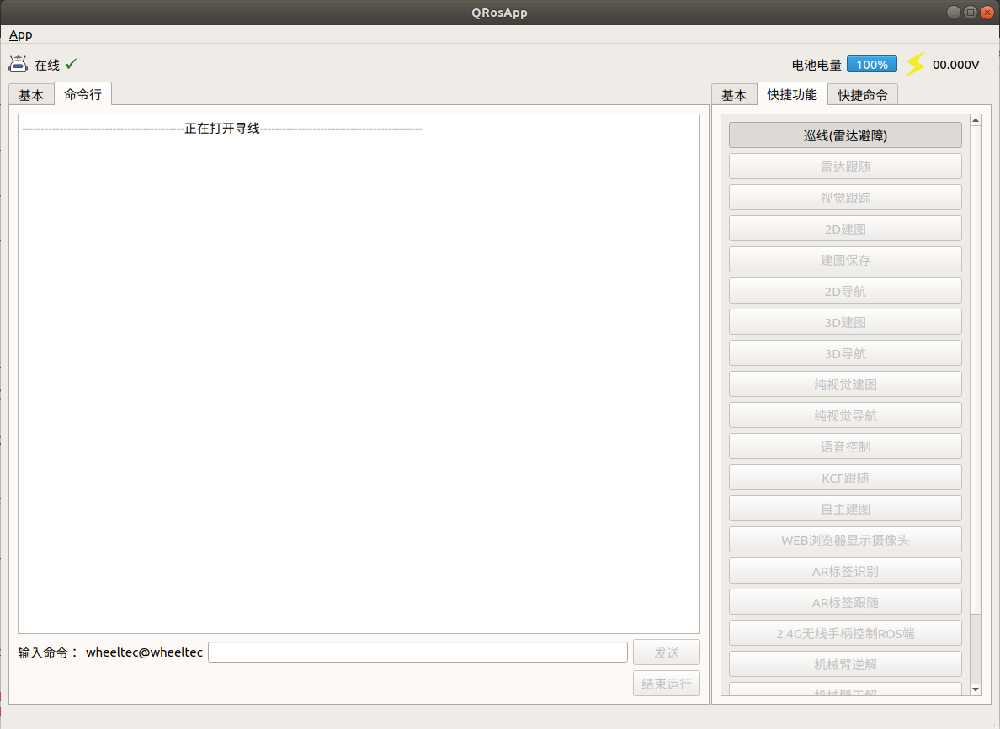 QRosApp
App
在线
电池电量 100% 00.000V
基本 命令行
基本 快捷功能 快捷命令
-------------------------------------------正在打开寻线-------------------------------------------
巡线(雷达避障)
雷达跟随
视觉跟踪
2D建图
建图保存
2D导航
3D建图
3D导航
纯视觉建图
纯视觉导航
语音控制
KCF跟随
自主建图
WEB浏览器显示摄像头
AR标签识别
AR标签跟随
2.4G无线手柄控制ROS端
机械臂逆解
机械臂正解
输入命令： wheeltec@wheeltec
发送
结束运行